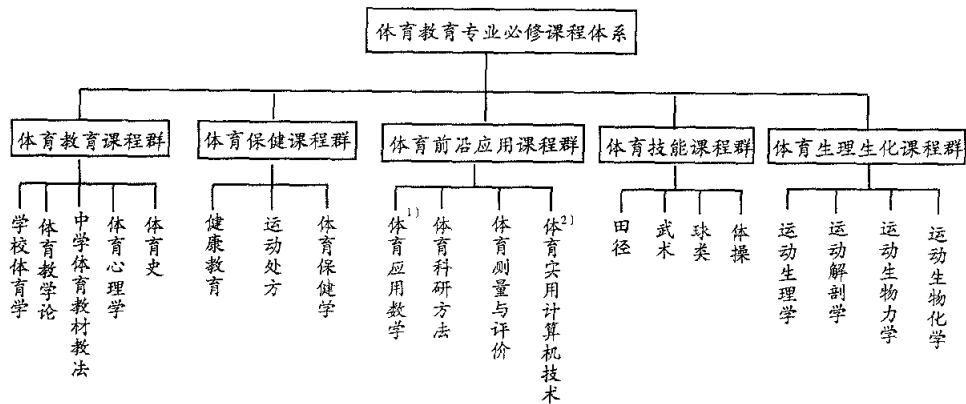 体育教育专业必修课程体系
体育教育课程群
体育保健课程群
体育前沿应用课程群
体育技能课程群
体育生理生化课程群
学校体育学
体育教学论
中学体育教材教法
体育心理学
体育史
健康教育
运动处方
体育保健学
体1)育应用数学
体育科研方法
体育测量与评价
体2)育实用计算机技术
田径
武术
球类
体操
运动生理学
运动解剖学
运动生物力学
运动生物化学